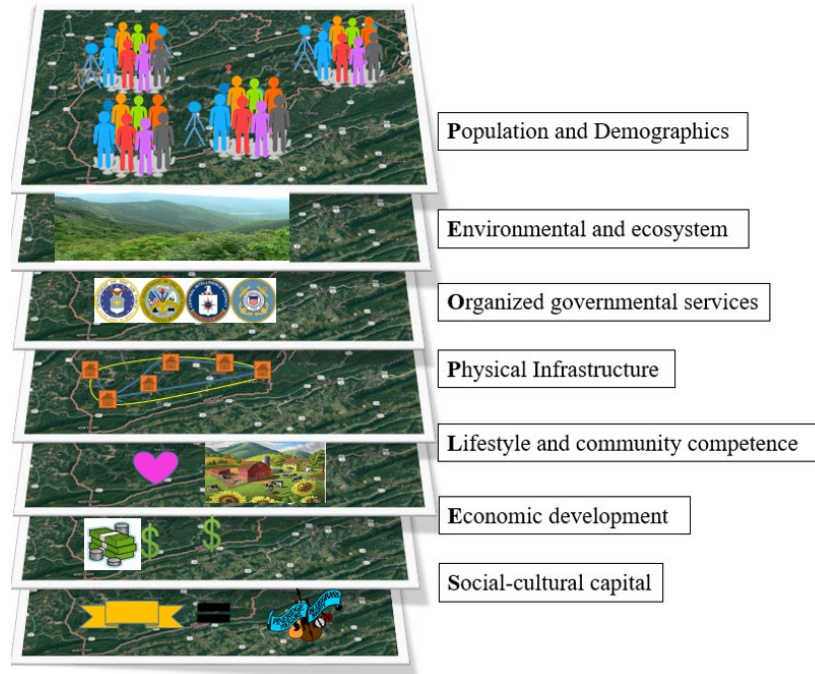 Population and Demographics
Environmental and ecosystem
Organized governmental services
Physical Infrastructure
Lifestyle and community competence
Economic development
Social-cultural capital